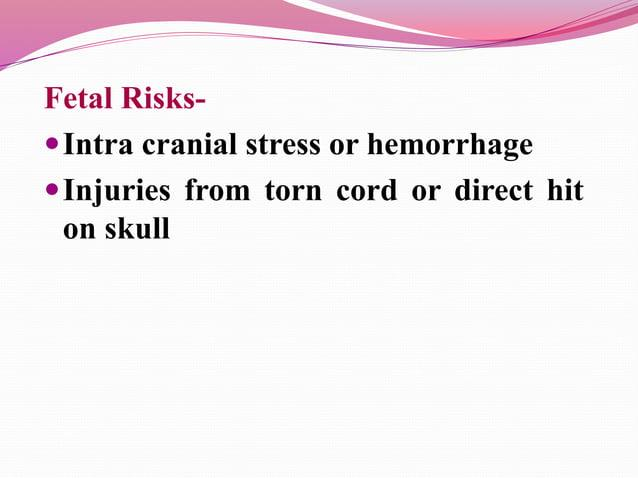 Fetal Risks-
•Intra cranial stress or hemorrhage
•Injuries from torn cord or direct hit
on skull